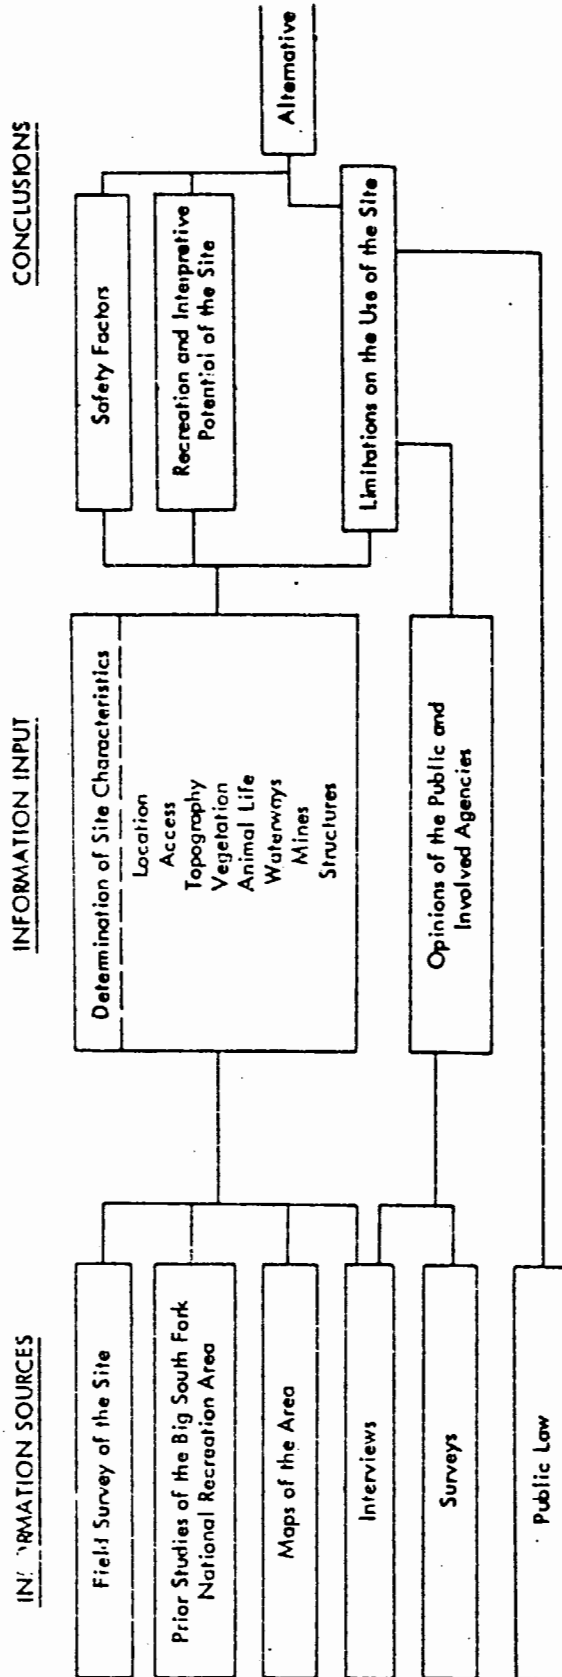 INFORMATION SOURCES
Field Survey of the Site
Prior Studies of the Big South Fork
National Recreation Area
Maps of the Area
Interviews
Surveys
Public Law
INFORMATION INPUT
Determination of Site Characteristics
Location
Access
Topography
Vegetation
Animal Life
Waterways
Mines
Structures
Opinions of the Public and
Involved Agencies
CONCLUSIONS
Safety Factors
Recreation and Interpretive
Potential of the Site
Limitations on the Use of the Site
Alternative